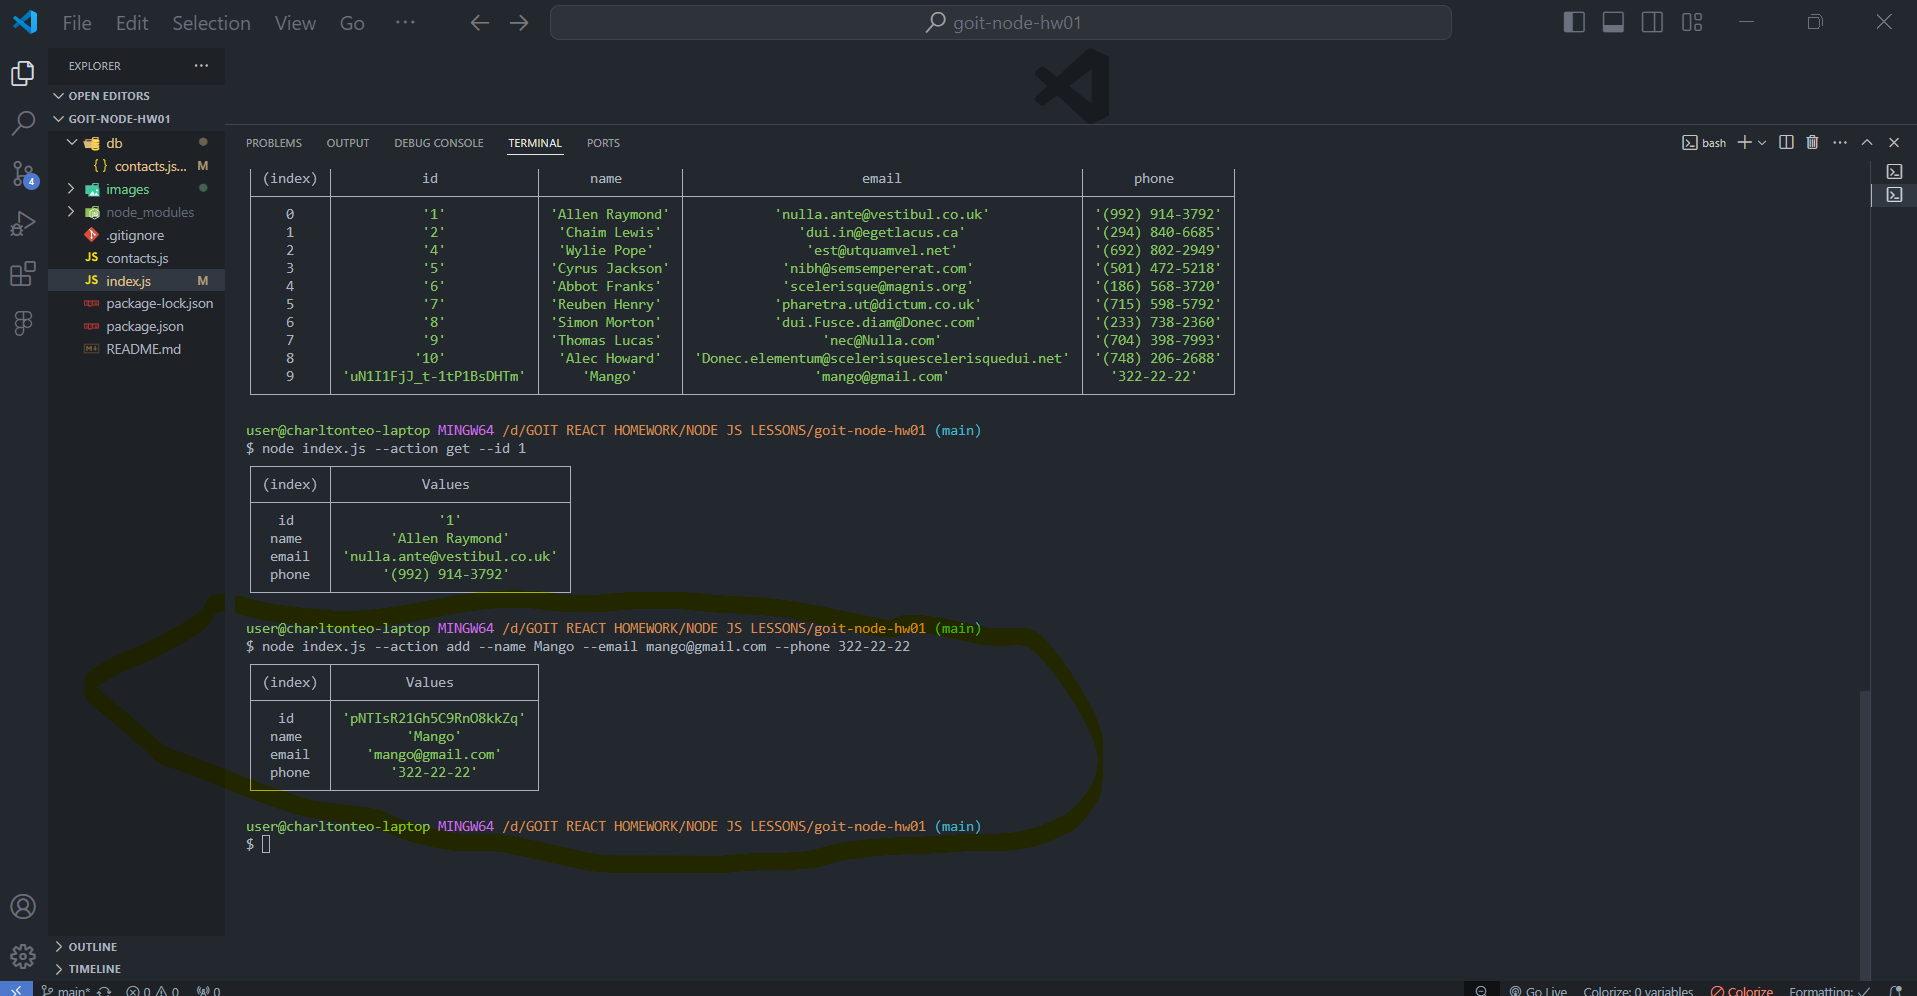 File Edit Selection View Go ··· goit-node-hw01
EXPLORER ···
OPEN EDITORS
GOIT-NODE-HW01
db
{ } contacts.js... M
images
node_modules
.gitignore
JS contacts.js
JS index.js M
package-lock.json
package.json
README.md
OUTLINE
TIMELINE
4
PROBLEMS OUTPUT DEBUG CONSOLE TERMINAL PORTS bash
(index) id name email phone
0 '1' 'Allen Raymond' 'nulla.ante@vestibul.co.uk' '(992) 914-3792'
1 '2' 'Chaim Lewis' 'dui.in@egetlacus.ca' '(294) 840-6685'
2 '4' 'Wylie Pope' 'est@utquamvel.net' '(692) 802-2949'
3 '5' 'Cyrus Jackson' 'nibh@semsempererat.com' '(501) 472-5218'
4 '6' 'Abbot Franks' 'scelerisque@magnis.org' '(186) 568-3720'
5 '7' 'Reuben Henry' 'pharetra.ut@dictum.co.uk' '(715) 598-5792'
6 '8' 'Simon Morton' 'dui.Fusce.diam@Donec.com' '(233) 738-2360'
7 '9' 'Thomas Lucas' 'nec@Nulla.com' '(704) 398-7993'
8 '10' 'Alec Howard' 'Donec.elementum@scelerisquescelerisquedui.net' '(748) 206-2688'
9 'uN1I1FjJ_t-1tP1BsDHTm' 'Mango' 'mango@gmail.com' '322-22-22'
user@charltonteo-laptop MINGW64 /d/GOIT REACT HOMEWORK/NODE JS LESSONS/goit-node-hw01 (main)
$ node index.js --action get --id 1
(index) Values
id '1'
name 'Allen Raymond'
email 'nulla.ante@vestibul.co.uk'
phone '(992) 914-3792'
user@charltonteo-laptop MINGW64 /d/GOIT REACT HOMEWORK/NODE JS LESSONS/goit-node-hw01 (main)
$ node index.js --action add --name Mango --email mango@gmail.com --phone 322-22-22
(index) Values
id 'pNTIsR21Gh5C9RnO8kkZq'
name 'Mango'
email 'mango@gmail.com'
phone '322-22-22'
user@charltonteo-laptop MINGW64 /d/GOIT REACT HOMEWORK/NODE JS LESSONS/goit-node-hw01 (main)
$
main* 0 0 0 Go Live Colorize: 0 variables Colorize Formatting: ✓